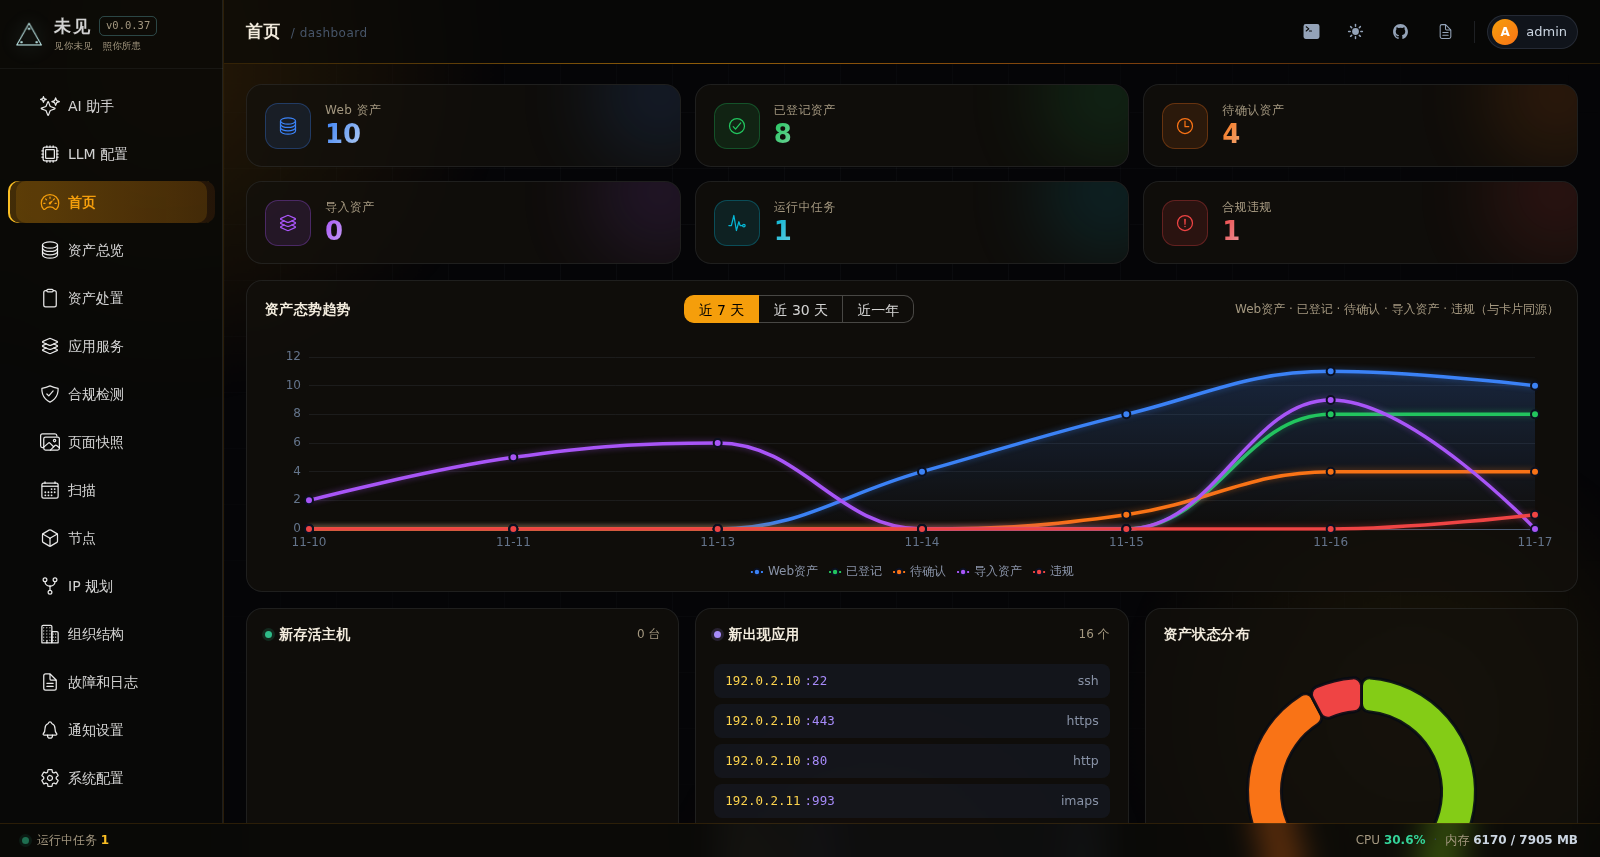 未见 v0.0.37
见你未见 照你所患
首页 / dashboard
A admin
AI 助手
LLM 配置
首页
资产总览
资产处置
应用服务
合规检测
页面快照
扫描
节点
IP 规划
组织结构
故障和日志
通知设置
系统配置
Web 资产
10
已登记资产
8
待确认资产
4
导入资产
0
运行中任务
1
合规违规
1
资产态势趋势
近 7 天 近 30 天 近一年
Web资产 · 已登记 · 待确认 · 导入资产 · 违规（与卡片同源）
12
10
8
6
4
2
0
11-10 11-11 11-13 11-14 11-15 11-16 11-17
Web资产 已登记 待确认 导入资产 违规
新存活主机 0 台
新出现应用 16 个
192.0.2.10 :22 ssh
192.0.2.10 :443 https
192.0.2.10 :80 http
192.0.2.11 :993 imaps
资产状态分布
运行中任务 1
CPU 30.6% 内存 6170 / 7905 MB